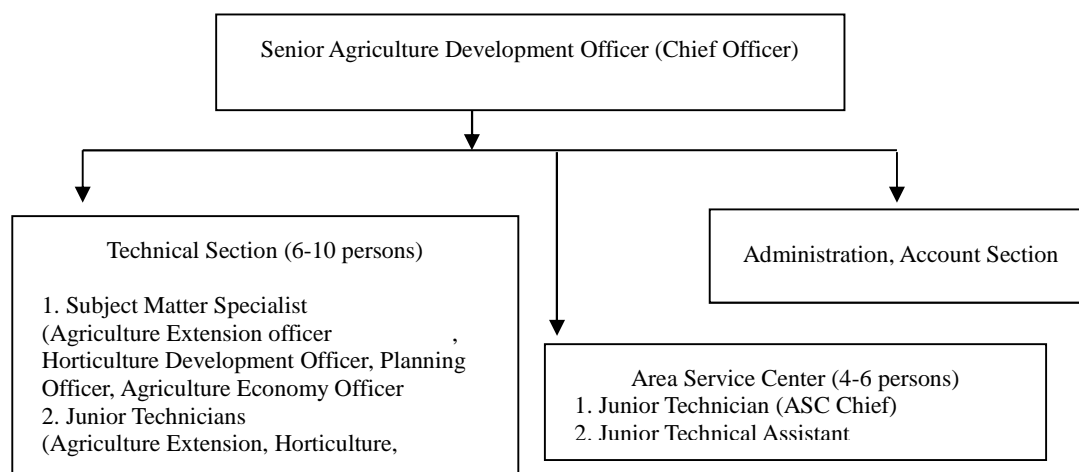 Senior Agriculture Development Officer (Chief Officer)
Technical Section (6-10 persons)
1. Subject Matter Specialist
(Agriculture Extension officer ,
Horticulture Development Officer, Planning
Officer, Agriculture Economy Officer
2. Junior Technicians
(Agriculture Extension, Horticulture,
Administration, Account Section
Area Service Center (4-6 persons)
1. Junior Technician (ASC Chief)
2. Junior Technical Assistant